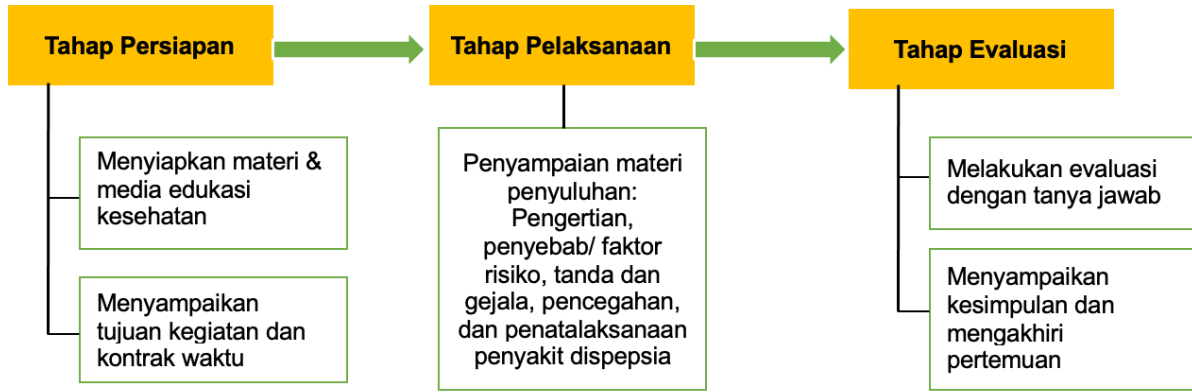 Tahap Persiapan
Tahap Pelaksanaan
Tahap Evaluasi
Menyiapkan materi &
media edukasi
kesehatan
Menyampaikan
tujuan kegiatan dan
kontrak waktu
Penyampaian materi
penyuluhan:
Pengertian,
penyebab/ faktor
risiko, tanda dan
gejala, pencegahan,
dan penatalaksanaan
penyakit dispepsia
Melakukan evaluasi
dengan tanya jawab
Menyampaikan
kesimpulan dan
mengakhiri
pertemuan